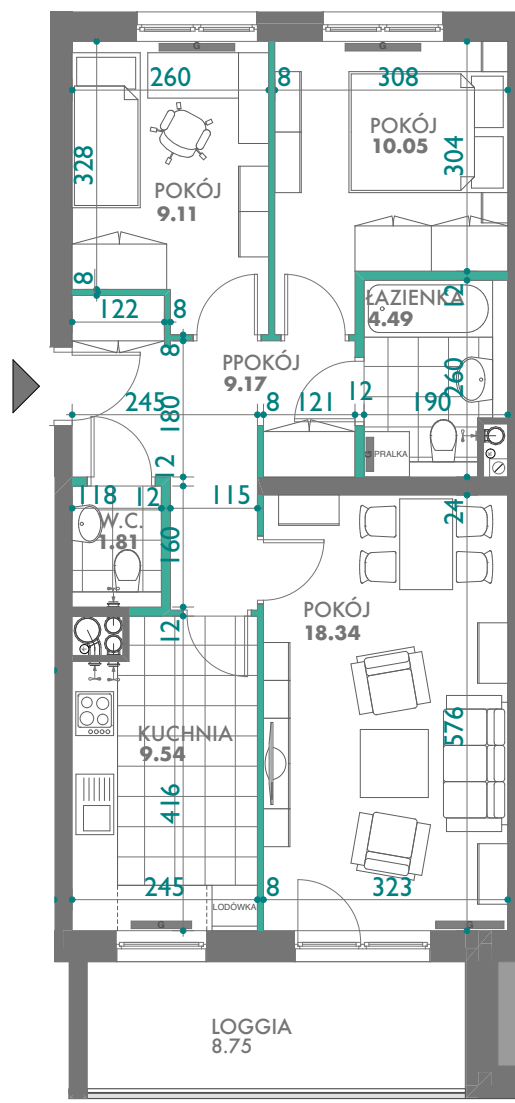 G
G
260
8
308
POKÓJ
10.05
328
304
POKÓJ
9.11
8
12
122
8
ŁAZIENKA
4.49
8
PPOKÓJ
9.17
260
245
180
8
121
12
190
G
PRALKA
12
118
12
115
24
W.C.
1.81
160
POKÓJ
18.34
12
KUCHNIA
9.54
576
416
245
8
323
LODÓWKA
G
G
LOGGIA
8.75